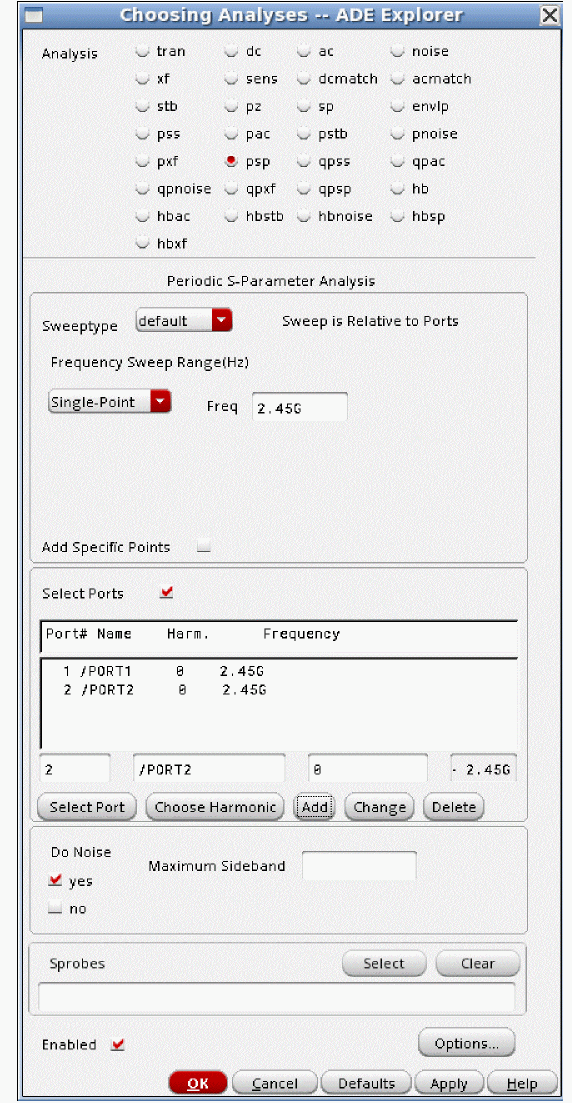 Choosing Analyses -- ADE Explorer
Analysis tran dc ac noise
xf sens dcmatch acmatch
stb pz sp envlp
pss pac pstb pnoise
pxf psp qpss qpac
qpnoise qpxf qpsp hb
hbac hbstb hbnoise hbsp
hbxf
Periodic S-Parameter Analysis
Sweeptype default Sweep is Relative to Ports
Frequency Sweep Range(Hz)
Single-Point Freq 2.45G
Add Specific Points
Select Ports
Port# Name Harm. Frequency
1 /PORT1 0 2.45G
2 /PORT2 0 2.45G
2 /PORT2 0 - 2.45G
Select Port Choose Harmonic Add Change Delete
Do Noise
Maximum Sideband
yes
no
Sprobes Select Clear
Enabled Options...
OK Cancel Defaults Apply Help